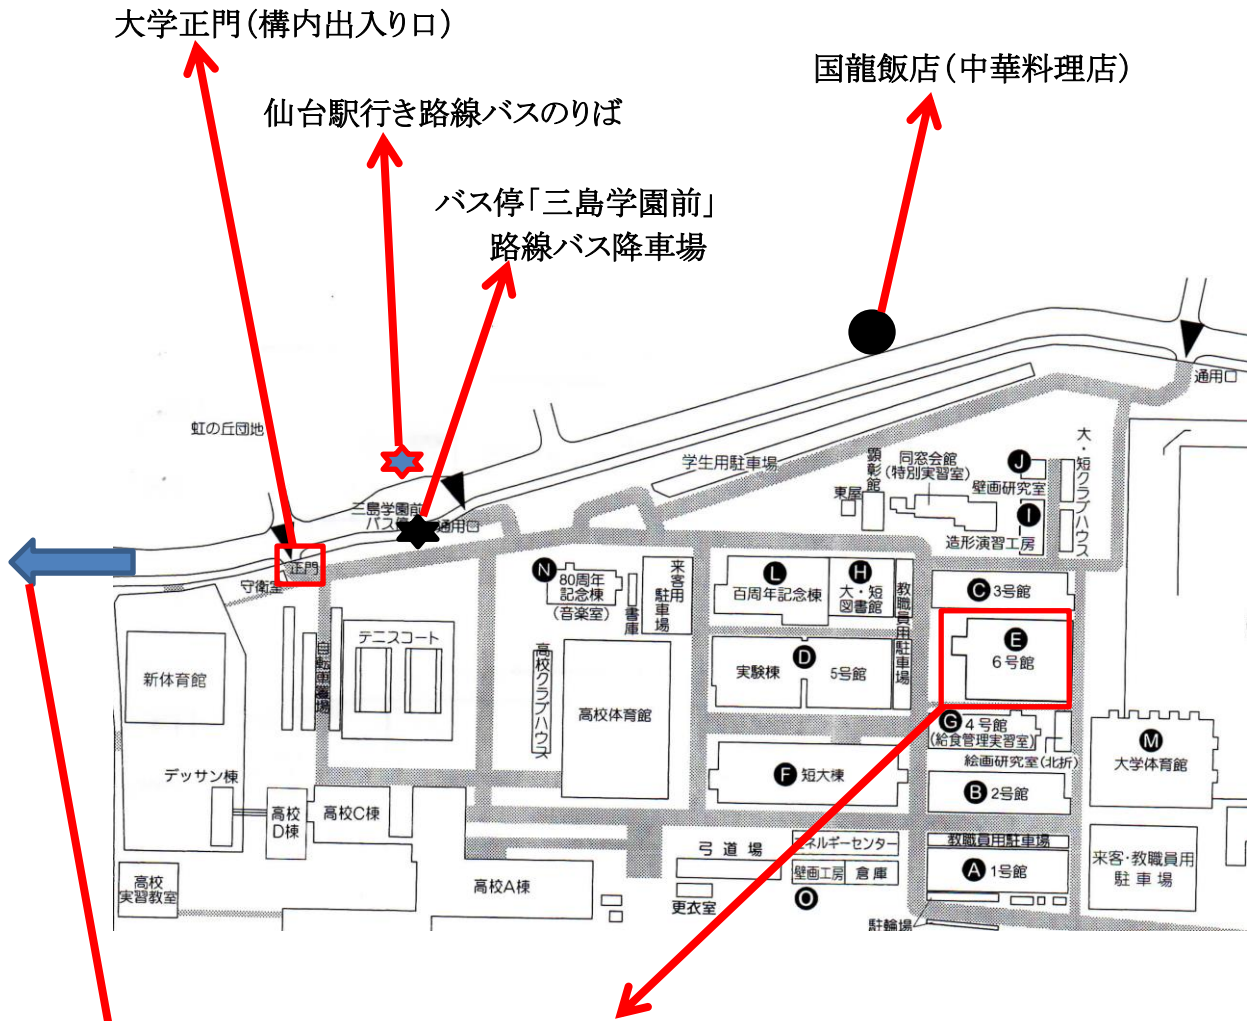 大学正門(構内出入り口)
国龍飯店(中華料理店)
仙台駅行き路線バスのりば
バス停「三島学園前」
路線バス降車場
通用口
虹の丘団地
学生用駐車場
顕彰館
同窓会館
(特別実習室)
J
壁画研究室
大・短クラブハウス
東屋
I
造形演習工房
三島学園前
バス停
通用口
正門
守衛室
N
80周年
記念棟
(音楽室)
書庫
来客用
駐車場
L
百周年記念棟
H
大・短
図書館
教職員用駐車場
C 3号館
E
6号館
テニスコート
自転車置場
新体育館
高校クラブハウス
高校体育館
実験棟
D
5号館
G 4号館
(給食管理実習室)
絵画研究室(北折)
M
大学体育館
F 短大棟
B 2号館
デッサン棟
高校
D棟
高校C棟
教職員用駐車場
弓道場
エネルギーセンター
A 1号館
来客・教職員用
駐車場
高校
実習教室
高校A棟
壁画工房
倉庫
O
更衣室
駐輪場